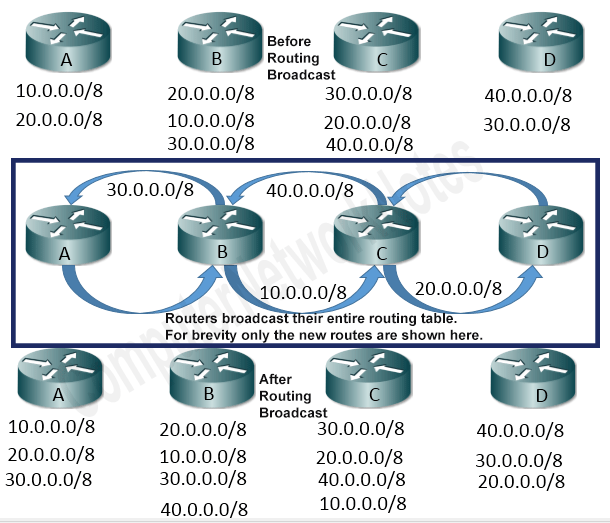 A
B
Before
Routing
Broadcast
C
D
10.0.0.0/8
20.0.0.0/8
30.0.0.0/8
40.0.0.0/8
20.0.0.0/8
10.0.0.0/8
20.0.0.0/8
30.0.0.0/8
30.0.0.0/8
40.0.0.0/8
30.0.0.0/8
40.0.0.0/8
A
B
C
D
10.0.0.0/8
20.0.0.0/8
Routers broadcast their entire routing table.
For brevity only the new routes are shown here.
ComputerNetworkNotes
A
B
After
Routing
Broadcast
C
D
10.0.0.0/8
20.0.0.0/8
30.0.0.0/8
40.0.0.0/8
20.0.0.0/8
10.0.0.0/8
20.0.0.0/8
30.0.0.0/8
30.0.0.0/8
30.0.0.0/8
40.0.0.0/8
20.0.0.0/8
40.0.0.0/8
10.0.0.0/8